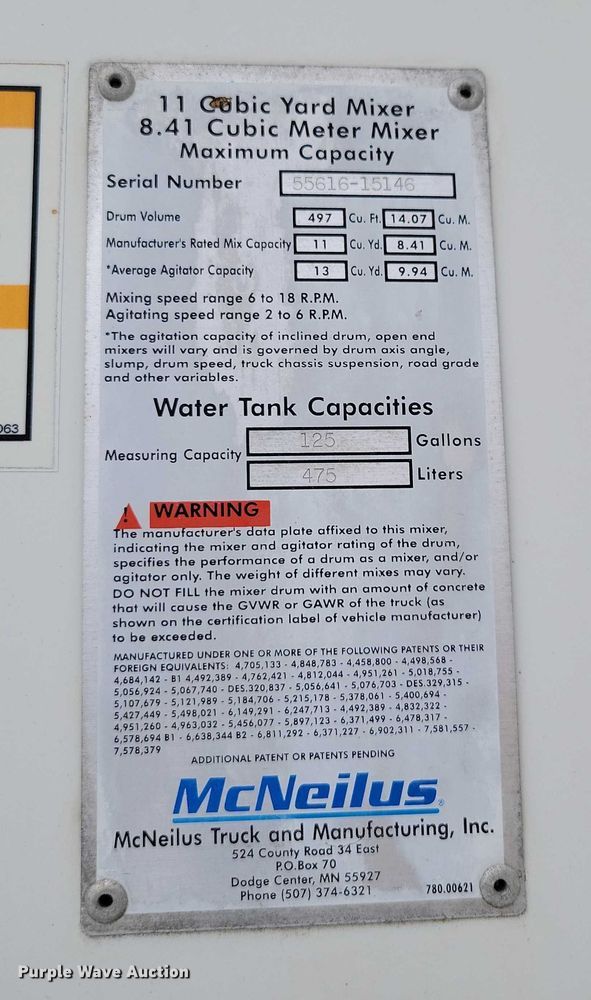 11 Cubic Yard Mixer
8.41 Cubic Meter Mixer
Maximum Capacity
Serial Number 55616-15146
Drum Volume 497 Cu. Ft. 14.07 Cu. M.
Manufacturer's Rated Mix Capacity 11 Cu. Yd. 8.41 Cu. M.
*Average Agitator Capacity 13 Cu. Yd. 9.94 Cu. M.
Mixing speed range 6 to 18 R.P.M.
Agitating speed range 2 to 6 R.P.M.
*The agitation capacity of inclined drum, open end
mixers will vary and is governed by drum axis angle,
slump, drum speed, truck chassis suspension, road grade
and other variables.
063
Water Tank Capacities
Measuring Capacity 125 Gallons
475 Liters
! WARNING
The manufacturer's data plate affixed to this mixer,
indicating the mixer and agitator rating of the drum,
specifies the performance of a drum as a mixer, and/or
agitator only. The weight of different mixes may vary.
DO NOT FILL the mixer drum with an amount of concrete
that will cause the GVWR or GAWR of the truck (as
shown on the certification label of vehicle manufacturer)
to be exceeded.
MANUFACTURED UNDER ONE OR MORE OF THE FOLLOWING PATENTS OR THEIR
FOREIGN EQUIVALENTS: 4,705,133 - 4,848,783 - 4,458,800 - 4,498,568 -
4,684,142 - B1 4,492,389 - 4,762,421 - 4,812,044 - 4,951,261 - 5,018,755 -
5,056,924 - 5,067,740 - DES.320,837 - 5,056,641 - 5,076,703 - DES.329,315 -
5,107,679 - 5,121,989 - 5,184,706 - 5,215,178 - 5,378,061 - 5,400,694 -
5,427,449 - 5,498,021 - 6,149,291 - 6,247,713 - 4,492,389 - 4,832,322 -
4,951,260 - 4,963,032 - 5,456,077 - 5,897,123 - 6,371,499 - 6,478,317 -
6,578,694 B1 - 6,638,344 B2 - 6,811,292 - 6,371,227 - 6,902,311 - 7,581,557 -
7,578,379
ADDITIONAL PATENT OR PATENTS PENDING
McNeilus®
McNeilus Truck and Manufacturing, Inc.
524 County Road 34 East
P.O.Box 70
Dodge Center, MN 55927
Phone (507) 374-6321 780.00621
Purple Wave Auction